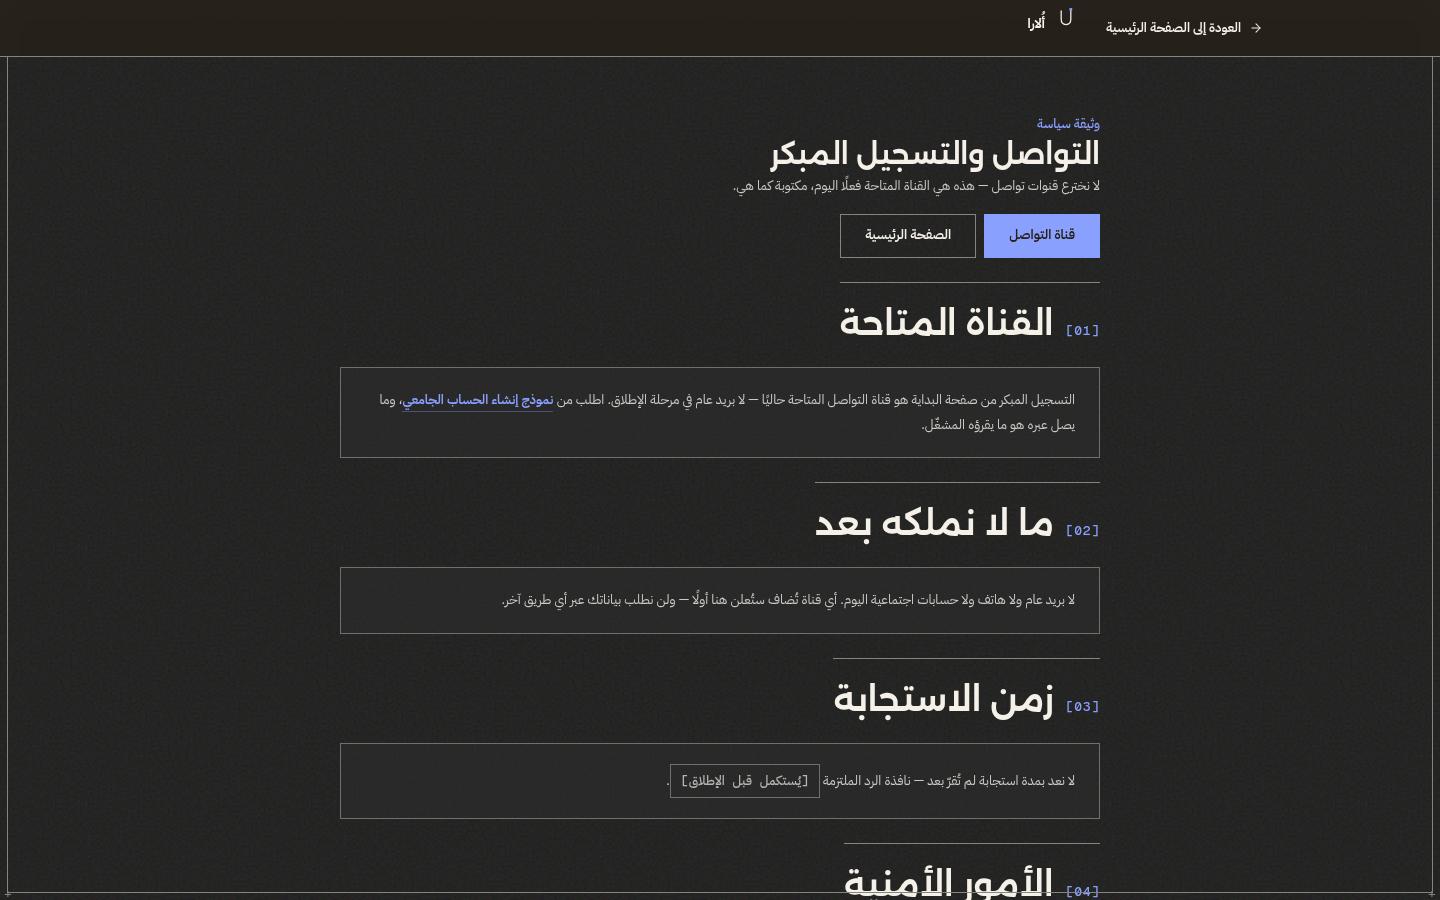 العودة إلى الصفحة الرئيسية
ألارا
وثيقة سياسة
التواصل والتسجيل المبكر
لا نخترع قنوات تواصل — هذه هي القناة المتاحة فعلًا اليوم، مكتوبة كما هي.
قناة التواصل
الصفحة الرئيسية
[01] القناة المتاحة
التسجيل المبكر من صفحة البداية هو قناة التواصل المتاحة حاليًا — لا بريد عام في مرحلة الإطلاق. اطلب من نموذج إنشاء الحساب الجامعي، وما
يصل عبره هو ما يقرؤه المشغّل.
[02] ما لا نملكه بعد
لا بريد عام ولا هاتف ولا حسابات اجتماعية اليوم. أي قناة تُضاف ستُعلن هنا أولًا — ولن نطلب بياناتك عبر أي طريق آخر.
[03] زمن الاستجابة
لا نعد بمدة استجابة لم تُقرّ بعد — نافذة الرد الملتزمة [يُستكمل قبل الإطلاق].
[04] الأمور الأمنية